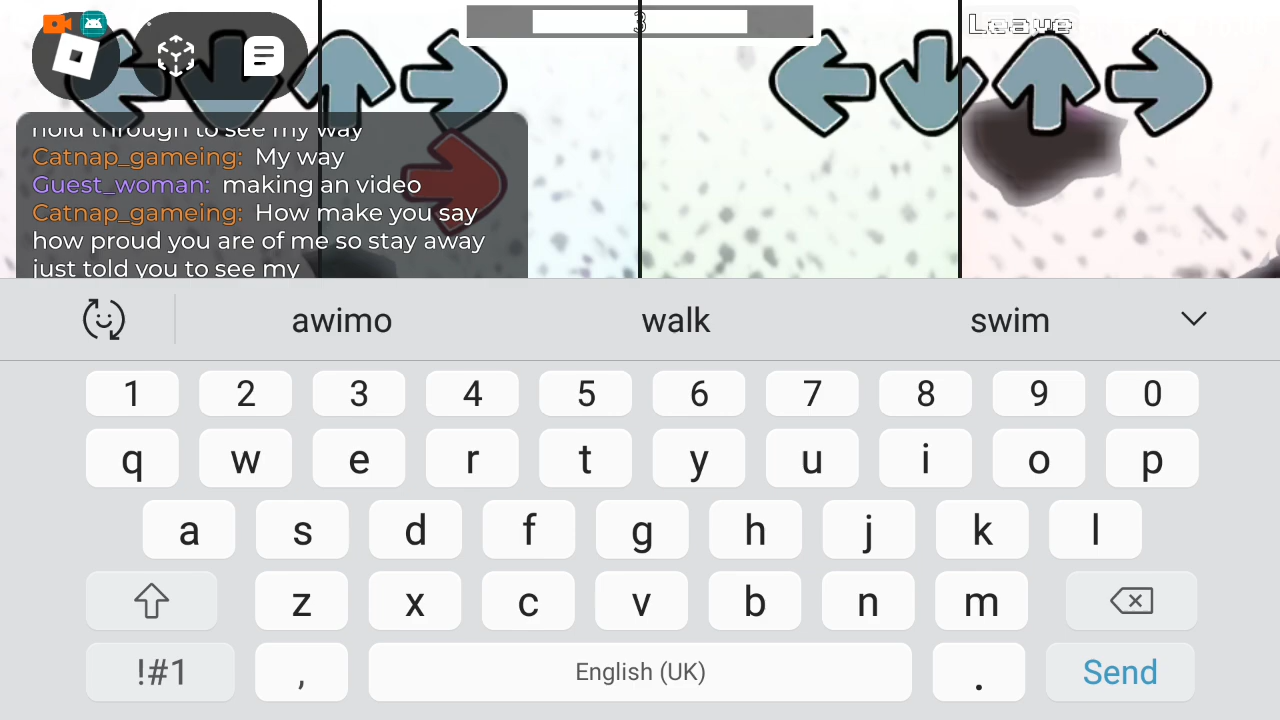 3
Leave
hold through to see my way
Catnap_gameing: My way
Guest_woman: making an video
Catnap_gameing: How make you say
how proud you are of me so stay away
just told you to see my
awimo walk swim
1 2 3 4 5 6 7 8 9 0
q w e r t y u i o p
a s d f g h j k l
z x c v b n m
!#1 , English (UK) . Send